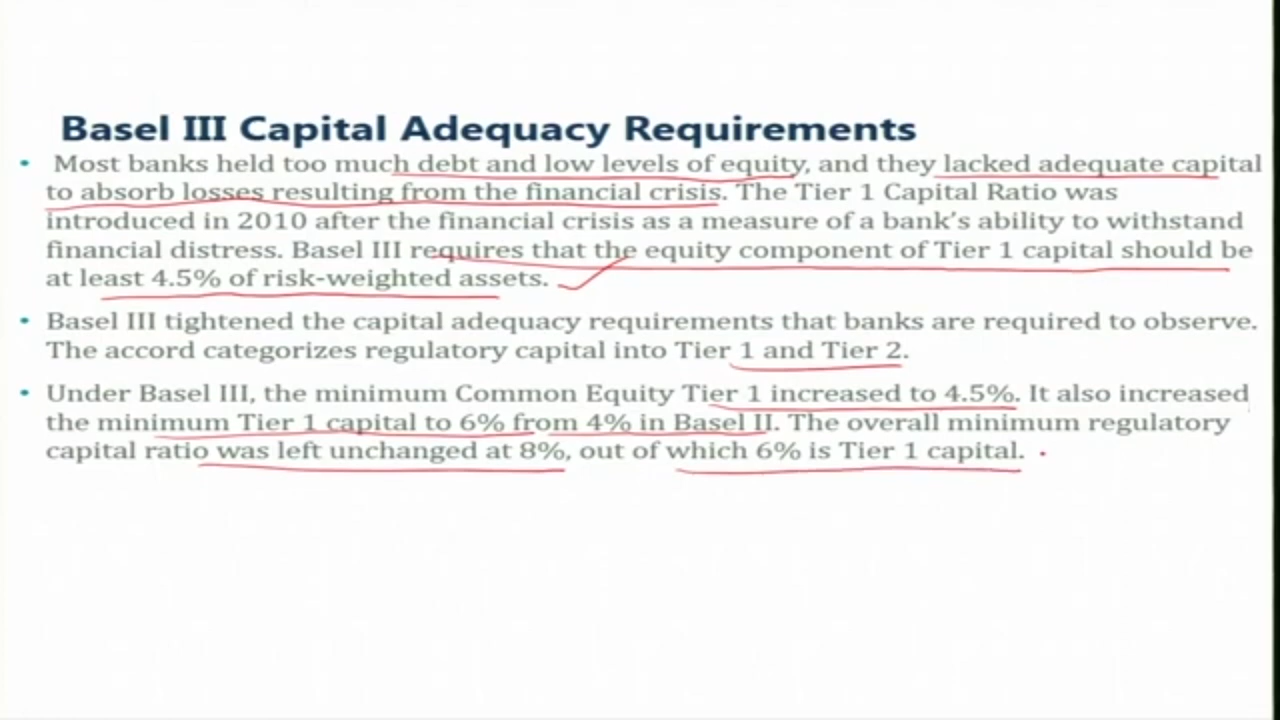 Basel III Capital Adequacy Requirements
• Most banks held too much debt and low levels of equity, and they lacked adequate capital
to absorb losses resulting from the financial crisis. The Tier 1 Capital Ratio was
introduced in 2010 after the financial crisis as a measure of a bank's ability to withstand
financial distress. Basel III requires that the equity component of Tier 1 capital should be
at least 4.5% of risk-weighted assets.
• Basel III tightened the capital adequacy requirements that banks are required to observe.
The accord categorizes regulatory capital into Tier 1 and Tier 2.
• Under Basel III, the minimum Common Equity Tier 1 increased to 4.5%. It also increased
the minimum Tier 1 capital to 6% from 4% in Basel II. The overall minimum regulatory
capital ratio was left unchanged at 8%, out of which 6% is Tier 1 capital.